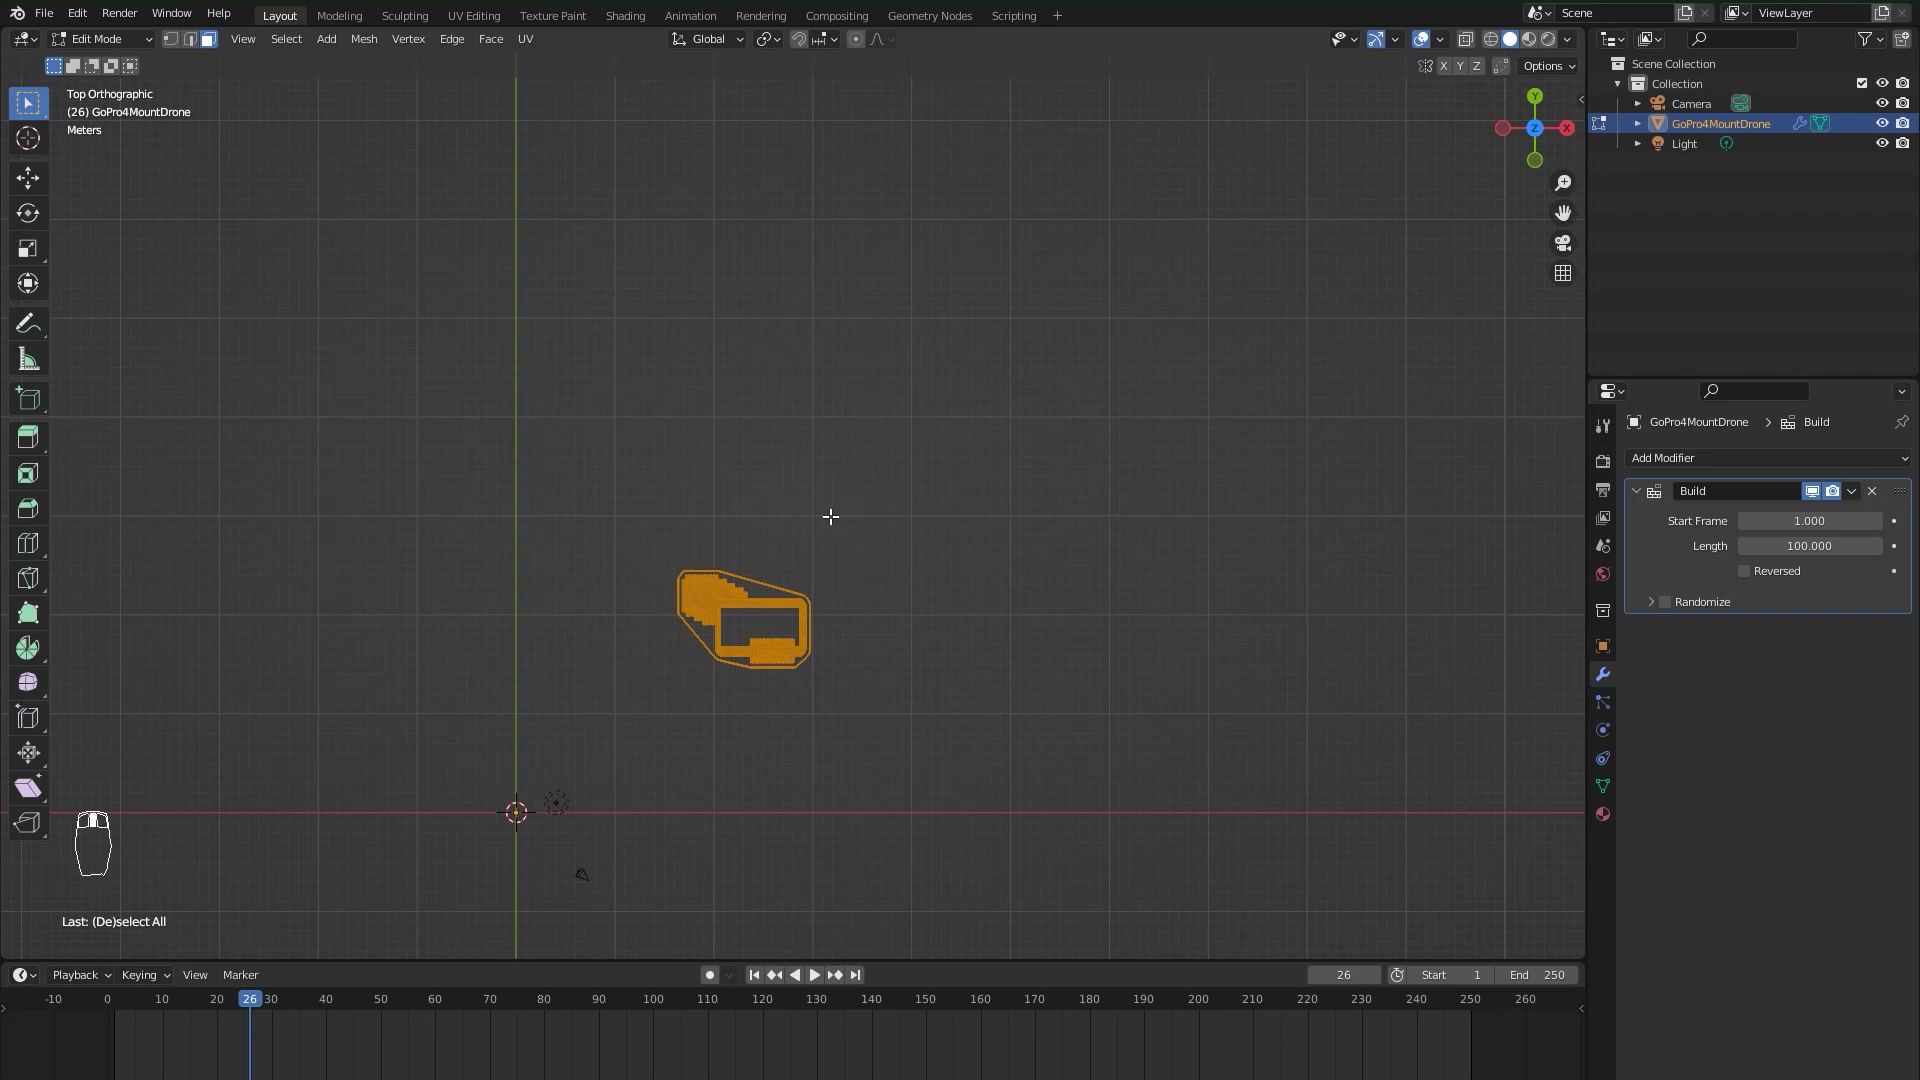 File Edit Render Window Help Layout Modeling Sculpting UV Editing Texture Paint Shading Animation Rendering Compositing Geometry Nodes Scripting + Scene ViewLayer
Edit Mode View Select Add Mesh Vertex Edge Face UV Global
X Y Z Options
Top Orthographic
(26) GoPro4MountDrone
Meters
Y
Z X
Scene Collection
Collection
Camera
GoPro4MountDrone
Light
GoPro4MountDrone > Build
Add Modifier
Build
Start Frame 1.000
Length 100.000
Reversed
Randomize
Last: (De)select All
Playback Keying View Marker 26 Start 1 End 250
-10 0 10 20 26 30 40 50 60 70 80 90 100 110 120 130 140 150 160 170 180 190 200 210 220 230 240 250 260